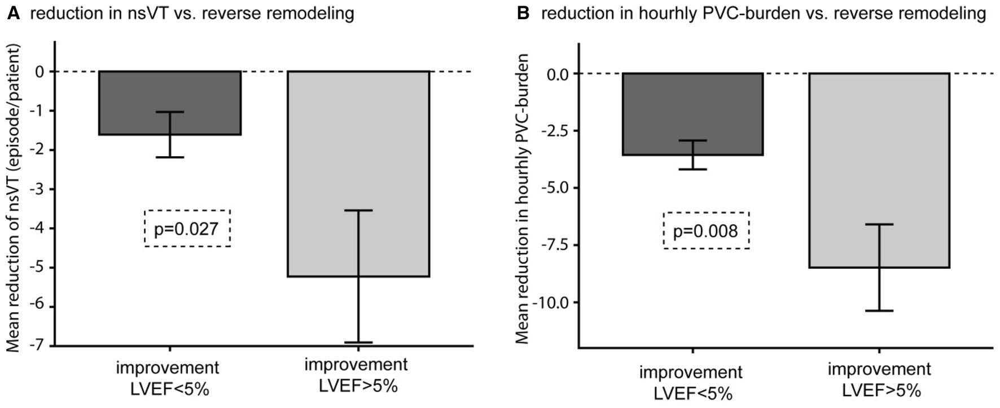 A reduction in nsVT vs. reverse remodeling
Mean reduction of nsVT (episode/patient)
0
-1
-2
-3
-4
-5
-6
-7
p=0.027
improvement
LVEF<5%
improvement
LVEF>5%
B reduction in hourhly PVC-burden vs. reverse remodeling
Mean reduction in hourhly PVC-burden
0.0
-2.5
-5.0
-7.5
-10.0
p=0.008
improvement
LVEF<5%
improvement
LVEF>5%